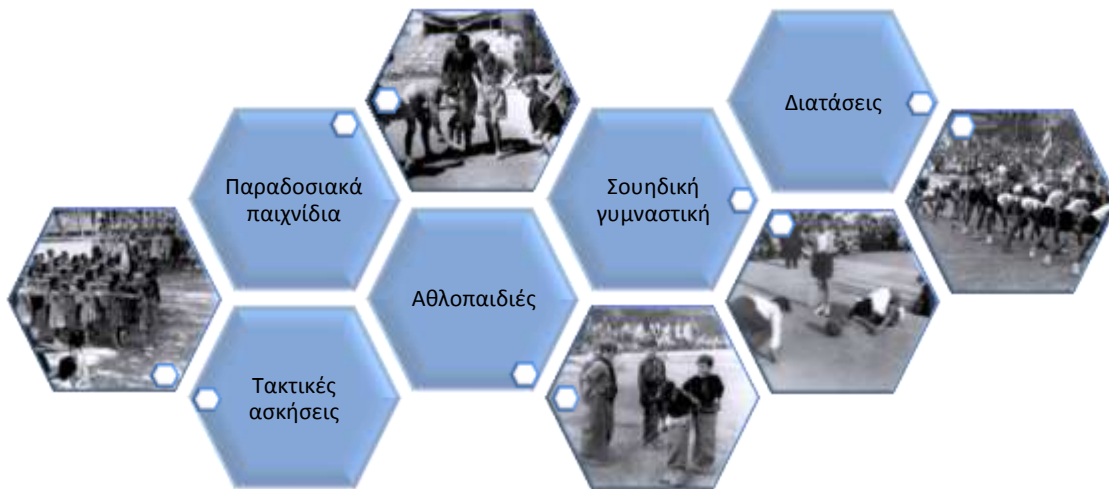 Διατάσεις
Παραδοσιακά
παιχνίδια
Σουηδική
γυμναστική
Αθλοπαιδιές
Τακτικές
ασκήσεις